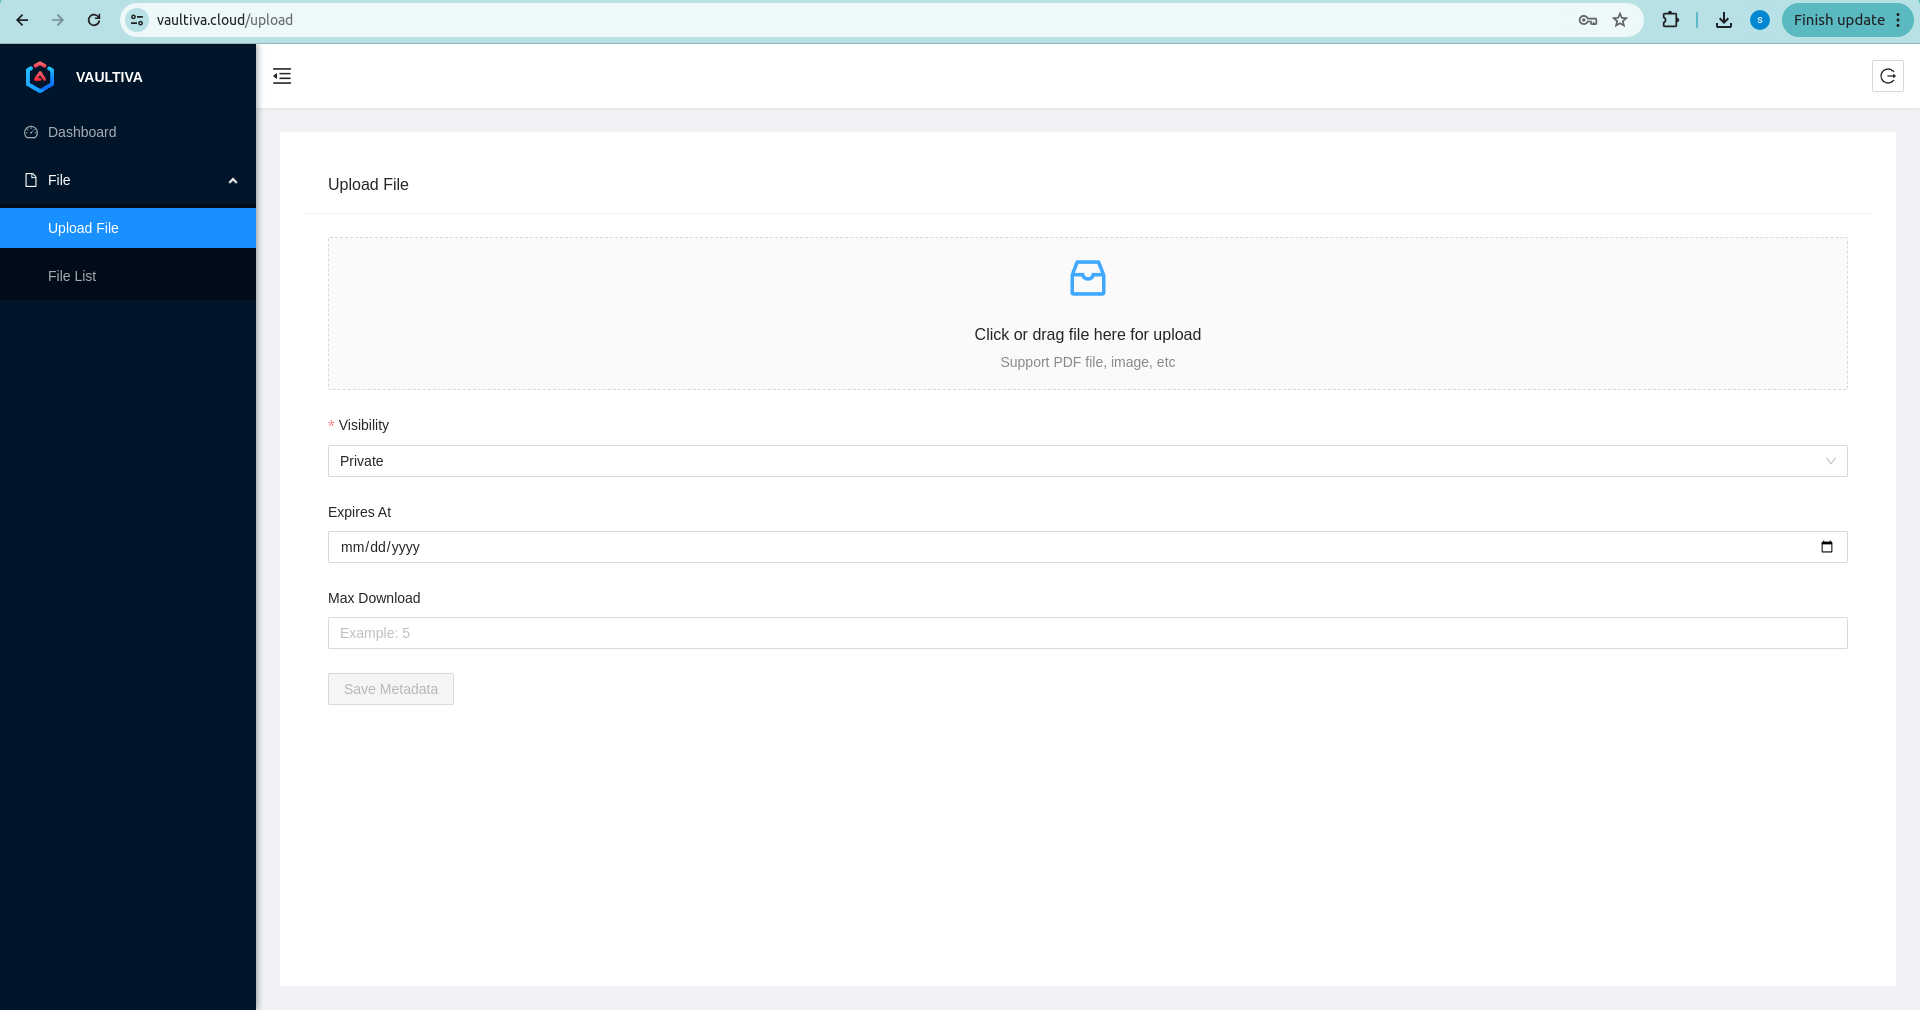 vaultiva.cloud/upload
S
Finish update
VAULTIVA
Dashboard
File
Upload File
File List
Upload File
Click or drag file here for upload
Support PDF file, image, etc
* Visibility
Private
Expires At
mm/dd/yyyy
Max Download
Example: 5
Save Metadata